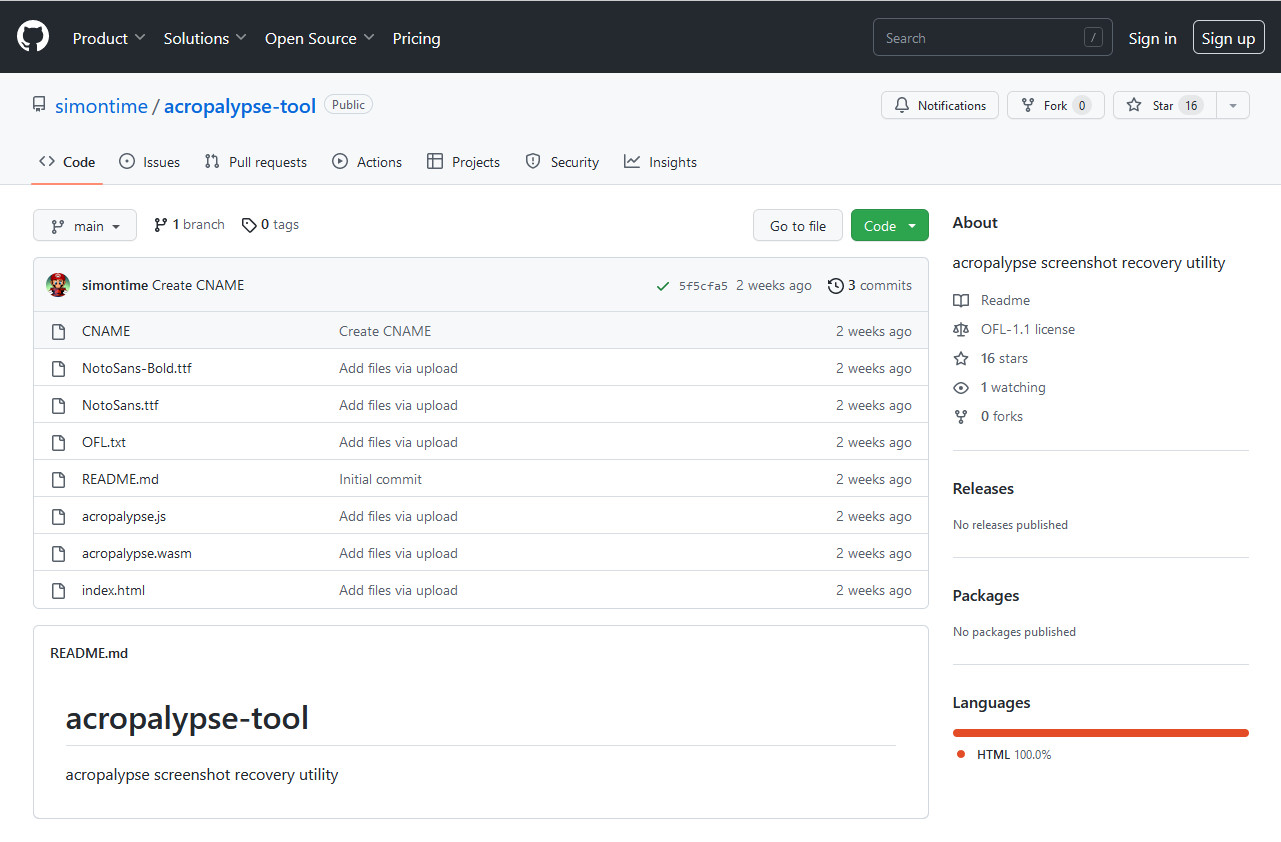 Product Solutions Open Source Pricing Search / Sign in Sign up
simontime / acropalypse-tool Public Notifications Fork 0 Star 16
Code Issues Pull requests Actions Projects Security Insights
main 1 branch 0 tags Go to file Code
simontime Create CNAME 5f5cfa5 2 weeks ago 3 commits
CNAME Create CNAME 2 weeks ago
NotoSans-Bold.ttf Add files via upload 2 weeks ago
NotoSans.ttf Add files via upload 2 weeks ago
OFL.txt Add files via upload 2 weeks ago
README.md Initial commit 2 weeks ago
acropalypse.js Add files via upload 2 weeks ago
acropalypse.wasm Add files via upload 2 weeks ago
index.html Add files via upload 2 weeks ago
README.md
acropalypse-tool
acropalypse screenshot recovery utility
About
acropalypse screenshot recovery utility
Readme
OFL-1.1 license
16 stars
1 watching
0 forks
Releases
No releases published
Packages
No packages published
Languages
HTML 100.0%